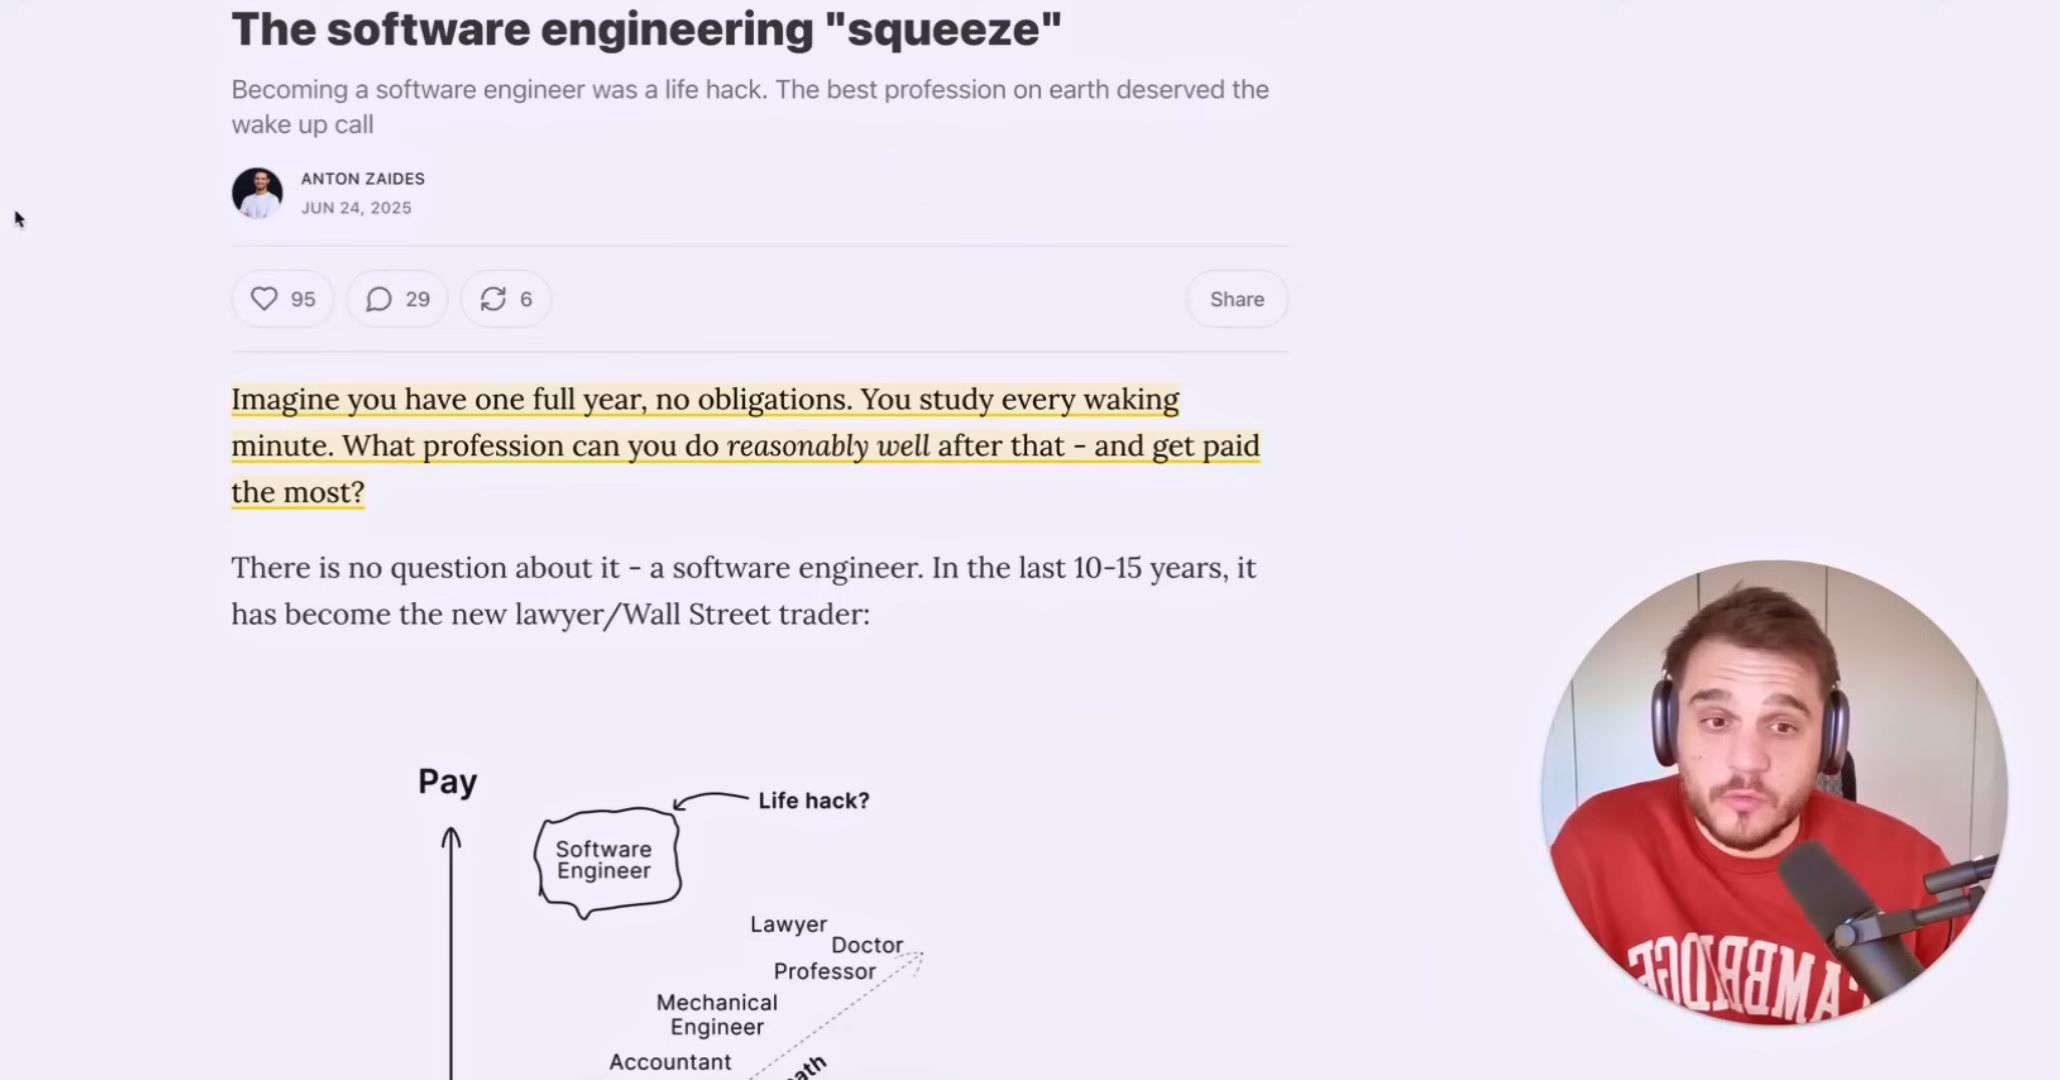 The software engineering "squeeze"
Becoming a software engineer was a life hack. The best profession on earth deserved the
wake up call
ANTON ZAIDES
JUN 24, 2025
95
29
6
Share
Imagine you have one full year, no obligations. You study every waking
minute. What profession can you do reasonably well after that - and get paid
the most?
There is no question about it - a software engineer. In the last 10-15 years, it
has become the new lawyer/Wall Street trader:
Pay
Life hack?
Software
Engineer
Lawyer
Doctor
Professor
Mechanical
Engineer
Accountant